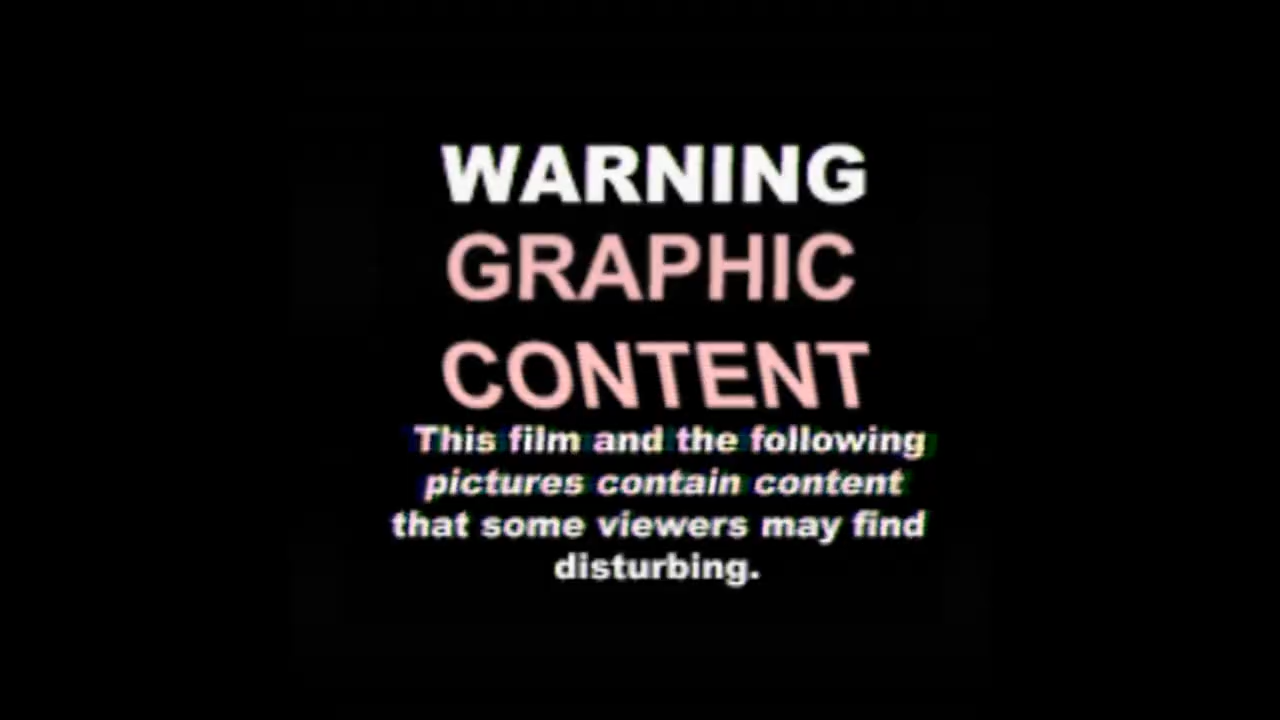 WARNING
GRAPHIC
CONTENT
This film and the following
pictures contain content
that some viewers may find
disturbing.